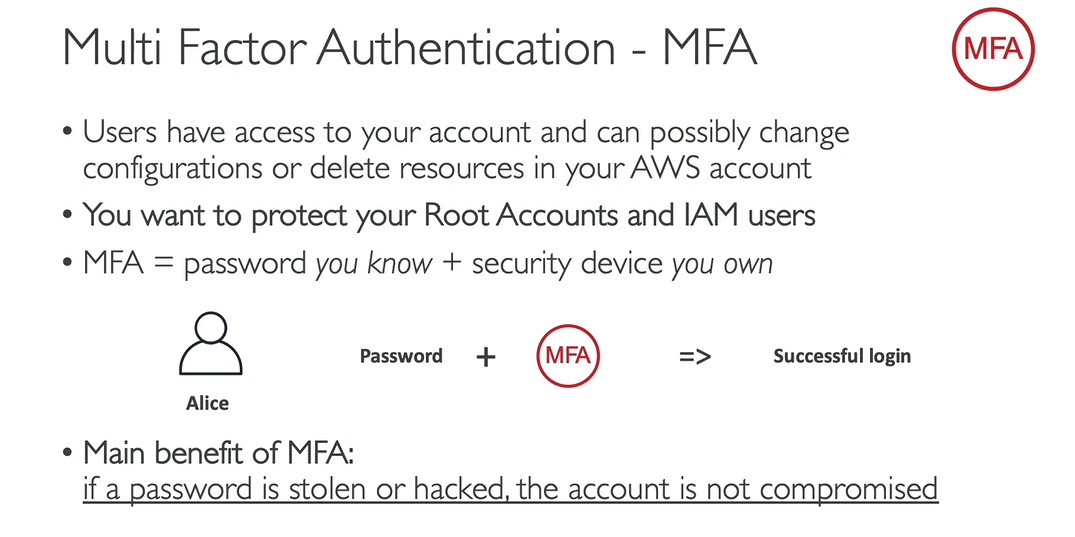 Multi Factor Authentication - MFA
MFA
• Users have access to your account and can possibly change
configurations or delete resources in your AWS account
• You want to protect your Root Accounts and IAM users
• MFA = password you know + security device you own
Password + MFA => Successful login
Alice
• Main benefit of MFA:
if a password is stolen or hacked, the account is not compromised